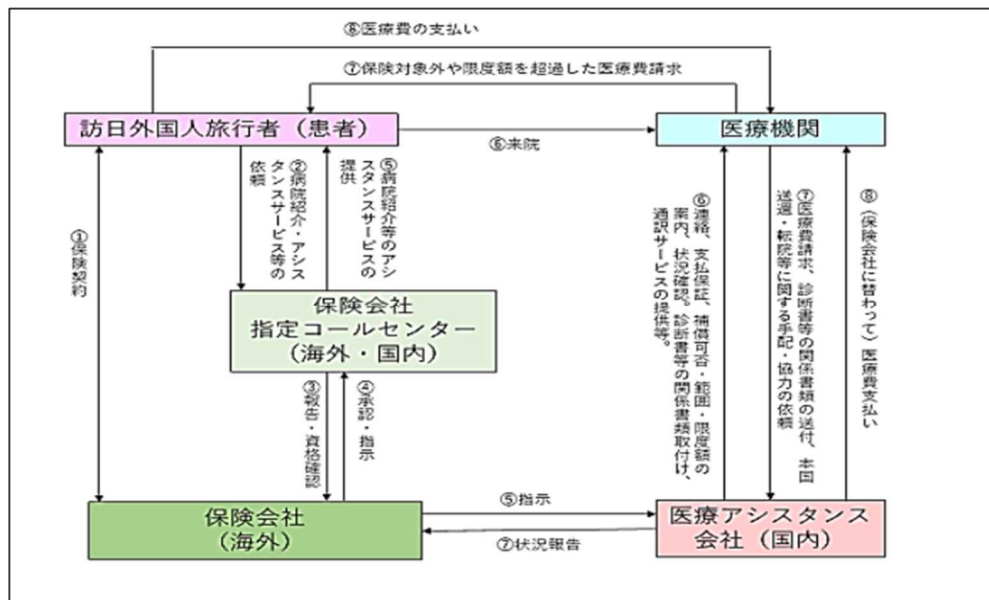 ⑧医療費の支払い
⑦保険対象外や限度額を超過した医療費請求
訪日外国人旅行者（患者）
医療機関
⑥来院
①保険契約
②病院紹介・アシス
タンスサービス等の
依頼
⑤病院紹介等のアシ
スタンスサービスの
提供
⑥連絡、支払保証、補償可否・範囲・限度額の
案内、状況確認。診断書等の関係書類取付け、
通訳サービスの提供等。
⑦医療費請求、診断書等の関係書類の送付、本国
送還・転院等に関する手配・協力の依頼
⑧（保険会社に替わって）医療費支払い
保険会社
指定コールセンター
（海外・国内）
③報告・資格確認
④承認・指示
保険会社
（海外）
⑤指示
⑦状況報告
医療アシスタンス
会社（国内）